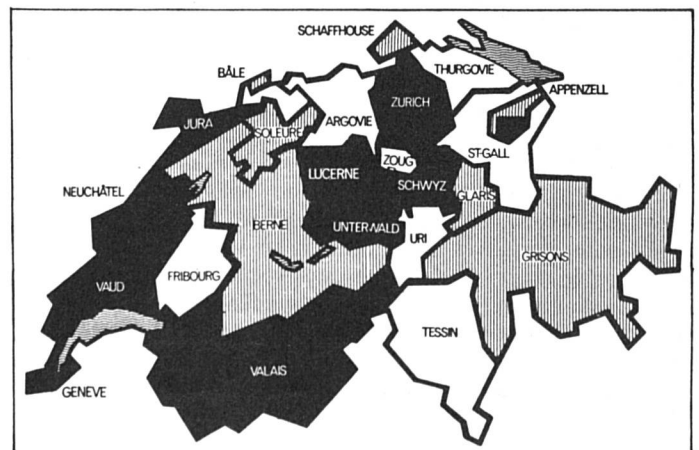 SCHAFFHOUSE
BÂLE
THURGOVIE
APPENZELL
ZURICH
JURA
SOLEURE
ARGOVIE
ST-GALL
ZOUG
LUCERNE
SCHWYZ
GLARIS
NEUCHÂTEL
BERNE
UNTERWALD
URI
GRISONS
FRIBOURG
VAUD
TESSIN
VALAIS
GENEVE